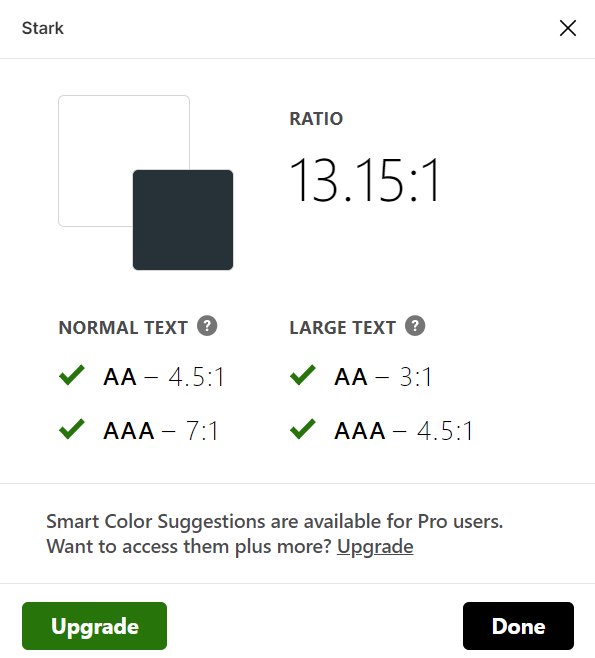 Stark
RATIO
13.15:1
NORMAL TEXT ?
AA – 4.5:1
AAA – 7:1
LARGE TEXT ?
AA – 3:1
AAA – 4.5:1
Smart Color Suggestions are available for Pro users.
Want to access them plus more? Upgrade
Upgrade
Done